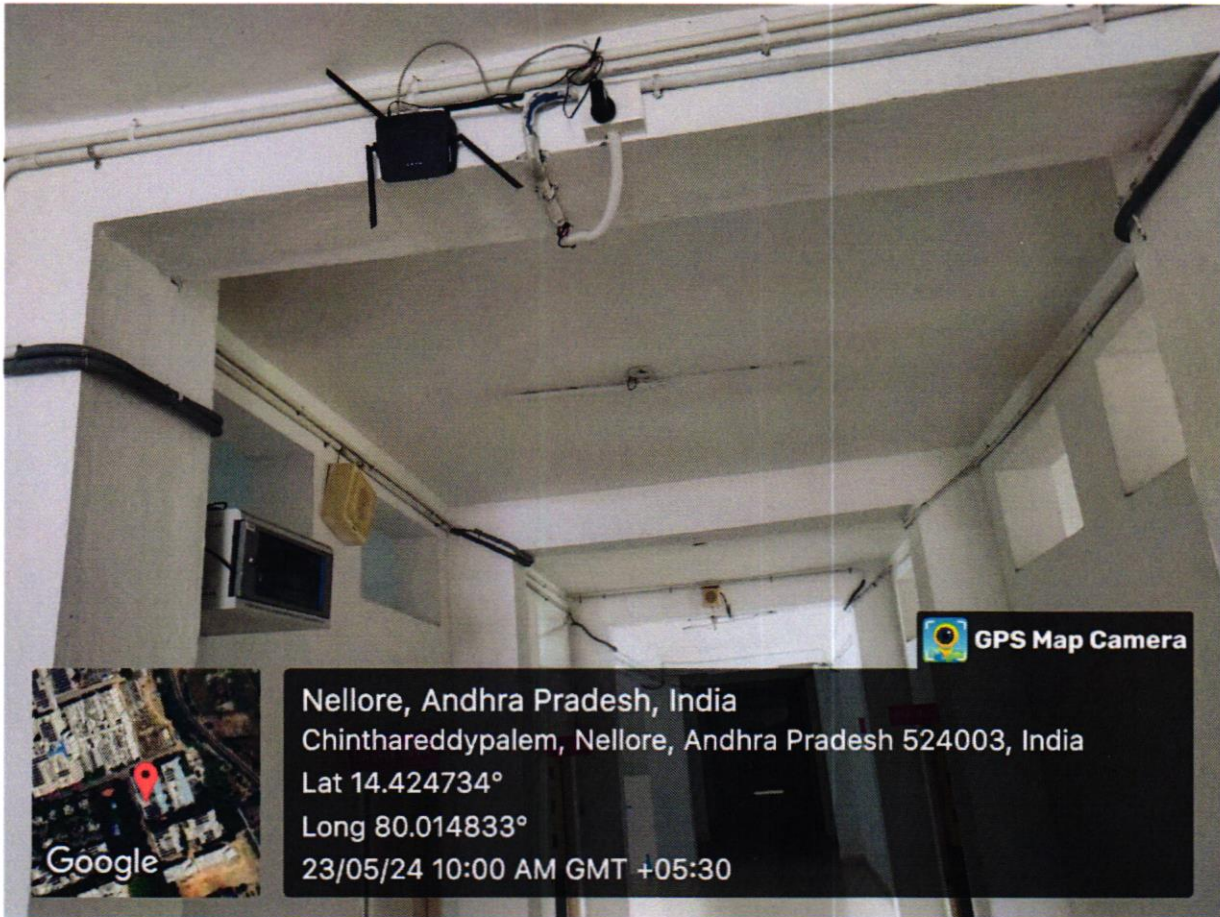 GPS Map Camera
Nellore, Andhra Pradesh, India
Chinthareddypalem, Nellore, Andhra Pradesh 524003, India
Lat 14.424734°
Long 80.014833°
23/05/24 10:00 AM GMT +05:30
Google